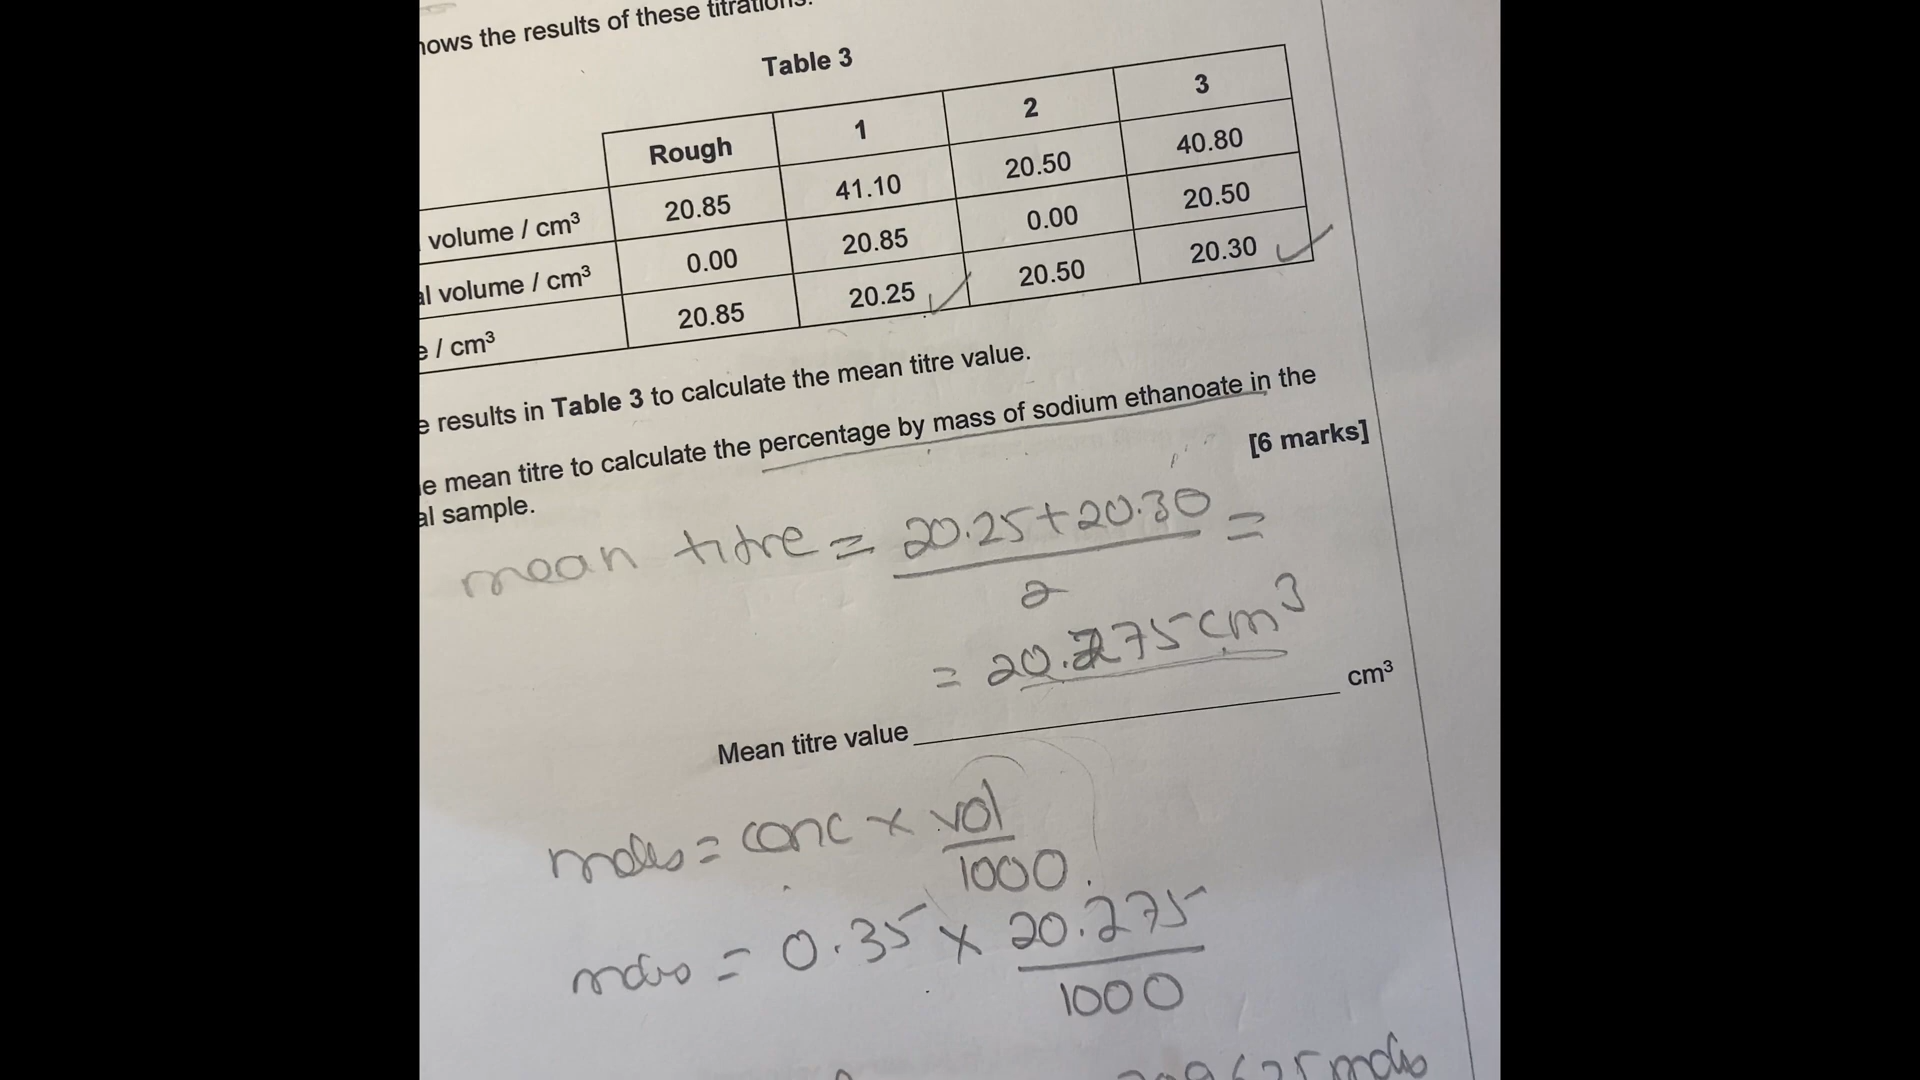 hows the results of these titrations.
Table 3
Rough 1 2 3
volume / cm³ 20.85 41.10 20.50 40.80
al volume / cm³ 0.00 20.85 0.00 20.50
e / cm³ 20.85 20.25 20.50 20.30
e results in Table 3 to calculate the mean titre value.
e mean titre to calculate the percentage by mass of sodium ethanoate in the
al sample.
[6 marks]
mean titre = 20.25+20.30 =
2
= 20.275 cm³
Mean titre value cm³
moles = conc × vol
1000
moles = 0.35 × 20.275
1000